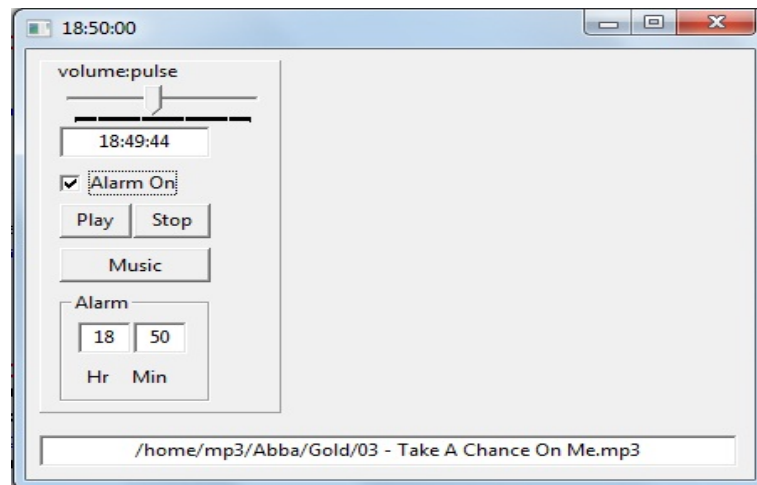 18:50:00
volume:pulse
18:49:44
Alarm On
Play Stop
Music
Alarm
18 50
Hr Min
/home/mp3/Abba/Gold/03 - Take A Chance On Me.mp3